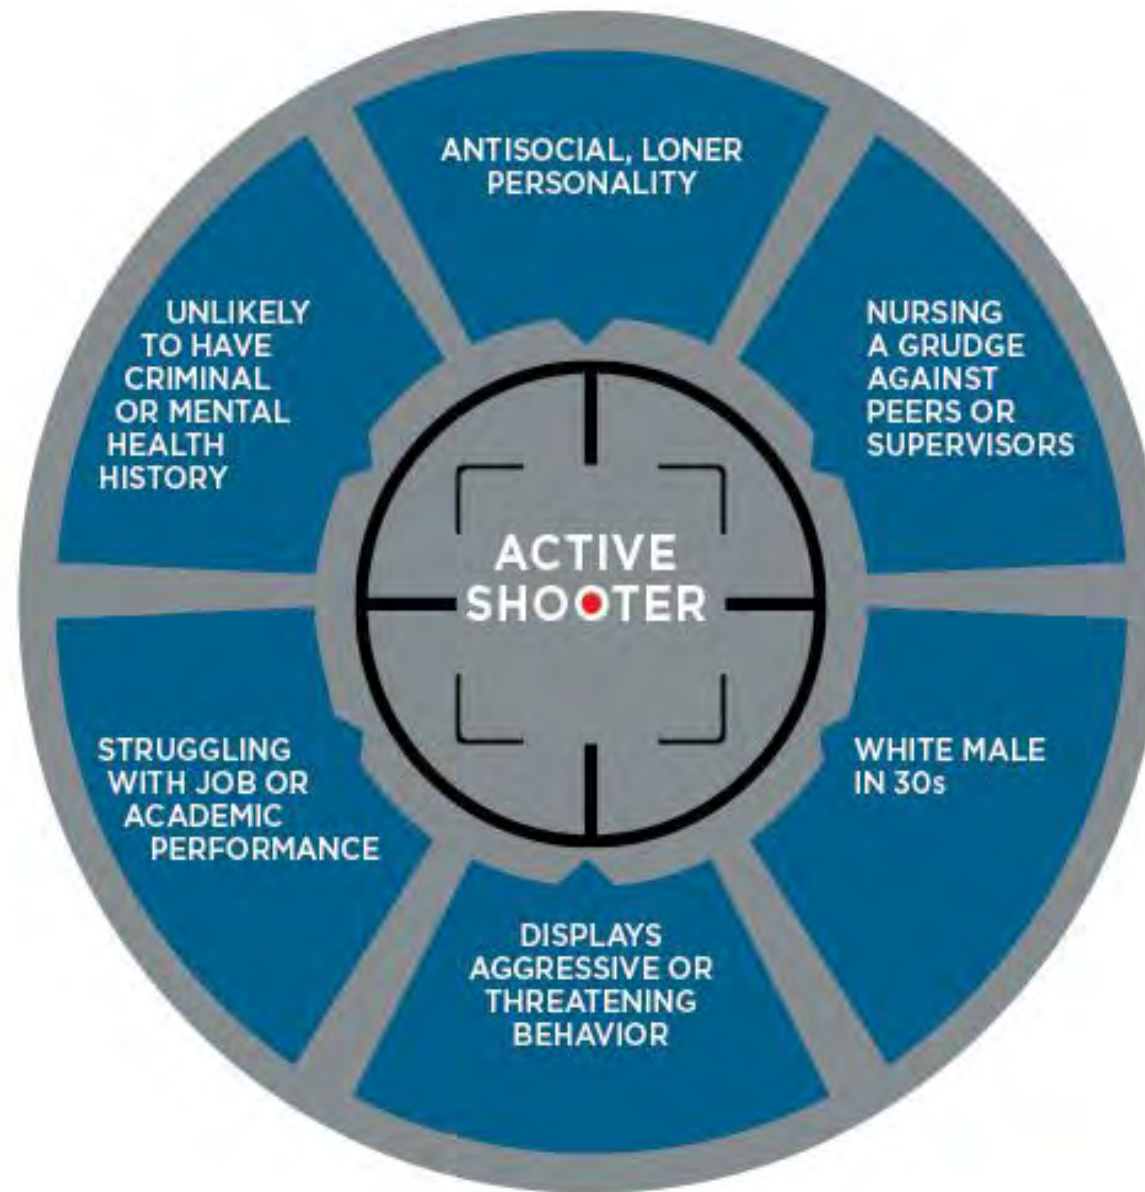 ANTISOCIAL, LONER
PERSONALITY
NURSING
A GRUDGE
AGAINST
PEERS OR
SUPERVISORS
WHITE MALE
IN 30s
DISPLAYS
AGGRESSIVE OR
THREATENING
BEHAVIOR
STRUGGLING
WITH JOB OR
ACADEMIC
PERFORMANCE
UNLIKELY
TO HAVE
CRIMINAL
OR MENTAL
HEALTH
HISTORY
ACTIVE
SHOOTER